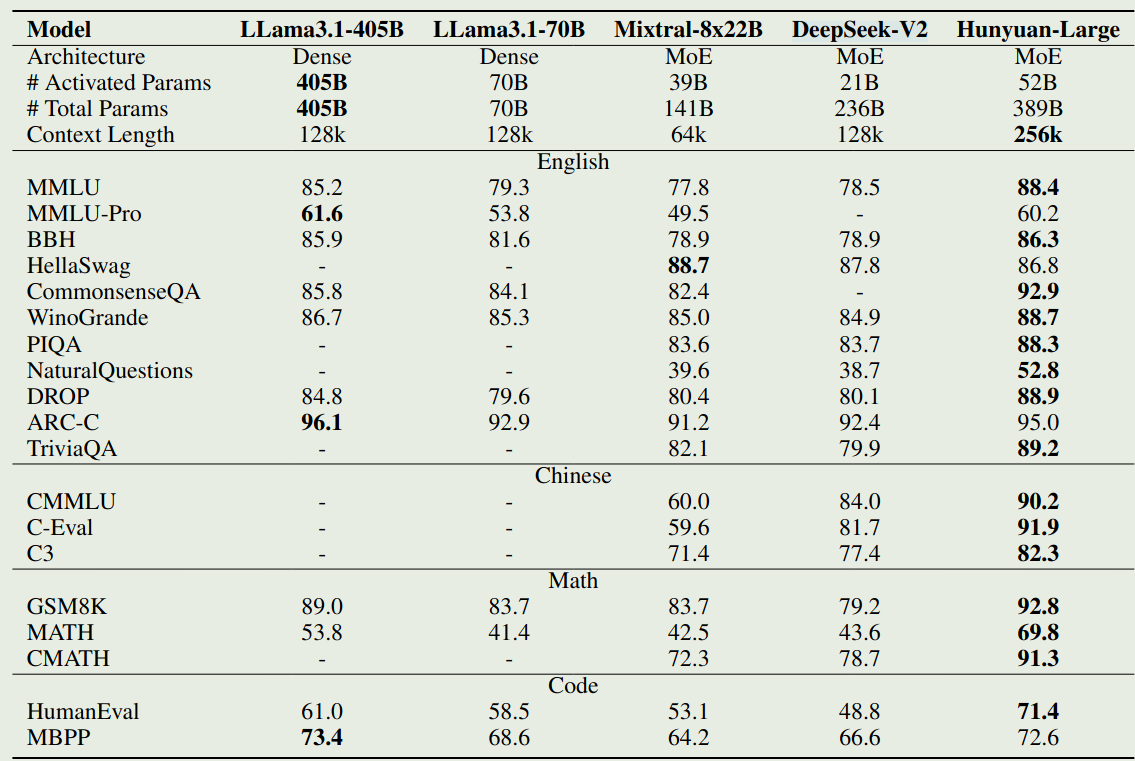 Model LLama3.1-405B LLama3.1-70B Mixtral-8x22B DeepSeek-V2 Hunyuan-Large
Architecture Dense Dense MoE MoE MoE
# Activated Params 405B 70B 39B 21B 52B
# Total Params 405B 70B 141B 236B 389B
Context Length 128k 128k 64k 128k 256k
English
MMLU 85.2 79.3 77.8 78.5 88.4
MMLU-Pro 61.6 53.8 49.5 - 60.2
BBH 85.9 81.6 78.9 78.9 86.3
HellaSwag - - 88.7 87.8 86.8
CommonsenseQA 85.8 84.1 82.4 - 92.9
WinoGrande 86.7 85.3 85.0 84.9 88.7
PIQA - - 83.6 83.7 88.3
NaturalQuestions - - 39.6 38.7 52.8
DROP 84.8 79.6 80.4 80.1 88.9
ARC-C 96.1 92.9 91.2 92.4 95.0
TriviaQA - - 82.1 79.9 89.2
Chinese
CMMLU - - 60.0 84.0 90.2
C-Eval - - 59.6 81.7 91.9
C3 - - 71.4 77.4 82.3
Math
GSM8K 89.0 83.7 83.7 79.2 92.8
MATH 53.8 41.4 42.5 43.6 69.8
CMATH - - 72.3 78.7 91.3
Code
HumanEval 61.0 58.5 53.1 48.8 71.4
MBPP 73.4 68.6 64.2 66.6 72.6